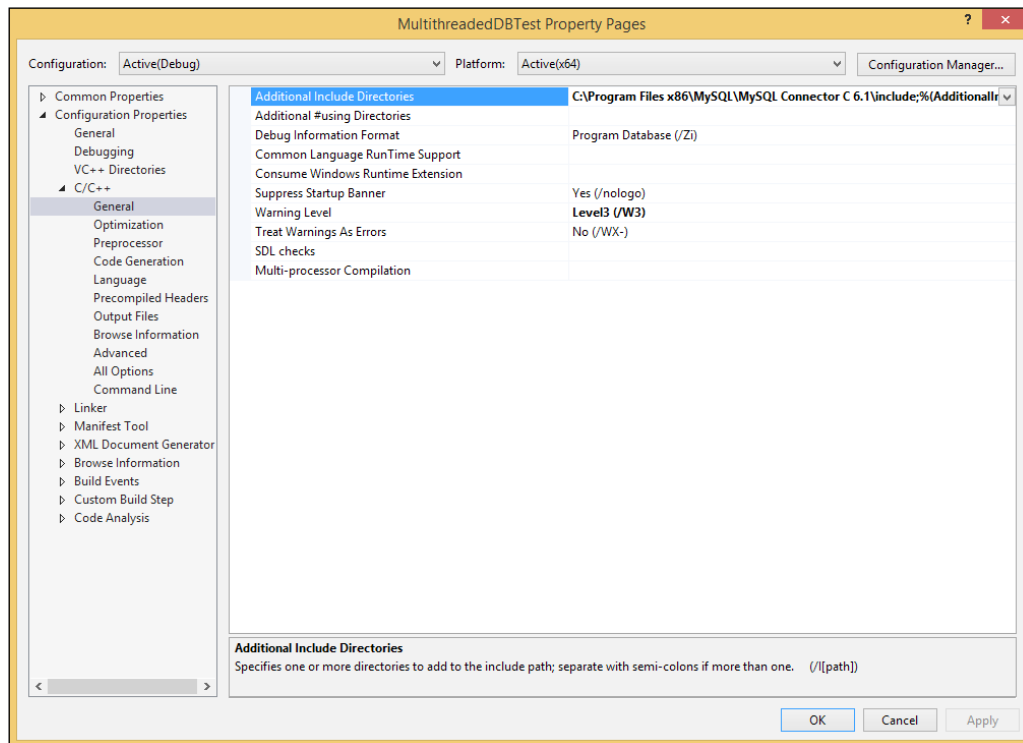 MultithreadedDBTest Property Pages
? ×
Configuration: Active(Debug) Platform: Active(x64) Configuration Manager...
Common Properties
Configuration Properties
General
Debugging
VC++ Directories
C/C++
General
Optimization
Preprocessor
Code Generation
Language
Precompiled Headers
Output Files
Browse Information
Advanced
All Options
Command Line
Linker
Manifest Tool
XML Document Generator
Browse Information
Build Events
Custom Build Step
Code Analysis
Additional Include Directories C:\Program Files x86\MySQL\MySQL Connector C 6.1\include;%(AdditionalIr
Additional #using Directories
Debug Information Format Program Database (/Zi)
Common Language RunTime Support
Consume Windows Runtime Extension
Suppress Startup Banner Yes (/nologo)
Warning Level Level3 (/W3)
Treat Warnings As Errors No (/WX-)
SDL checks
Multi-processor Compilation
Additional Include Directories
Specifies one or more directories to add to the include path; separate with semi-colons if more than one. (/I[path])
OK Cancel Apply